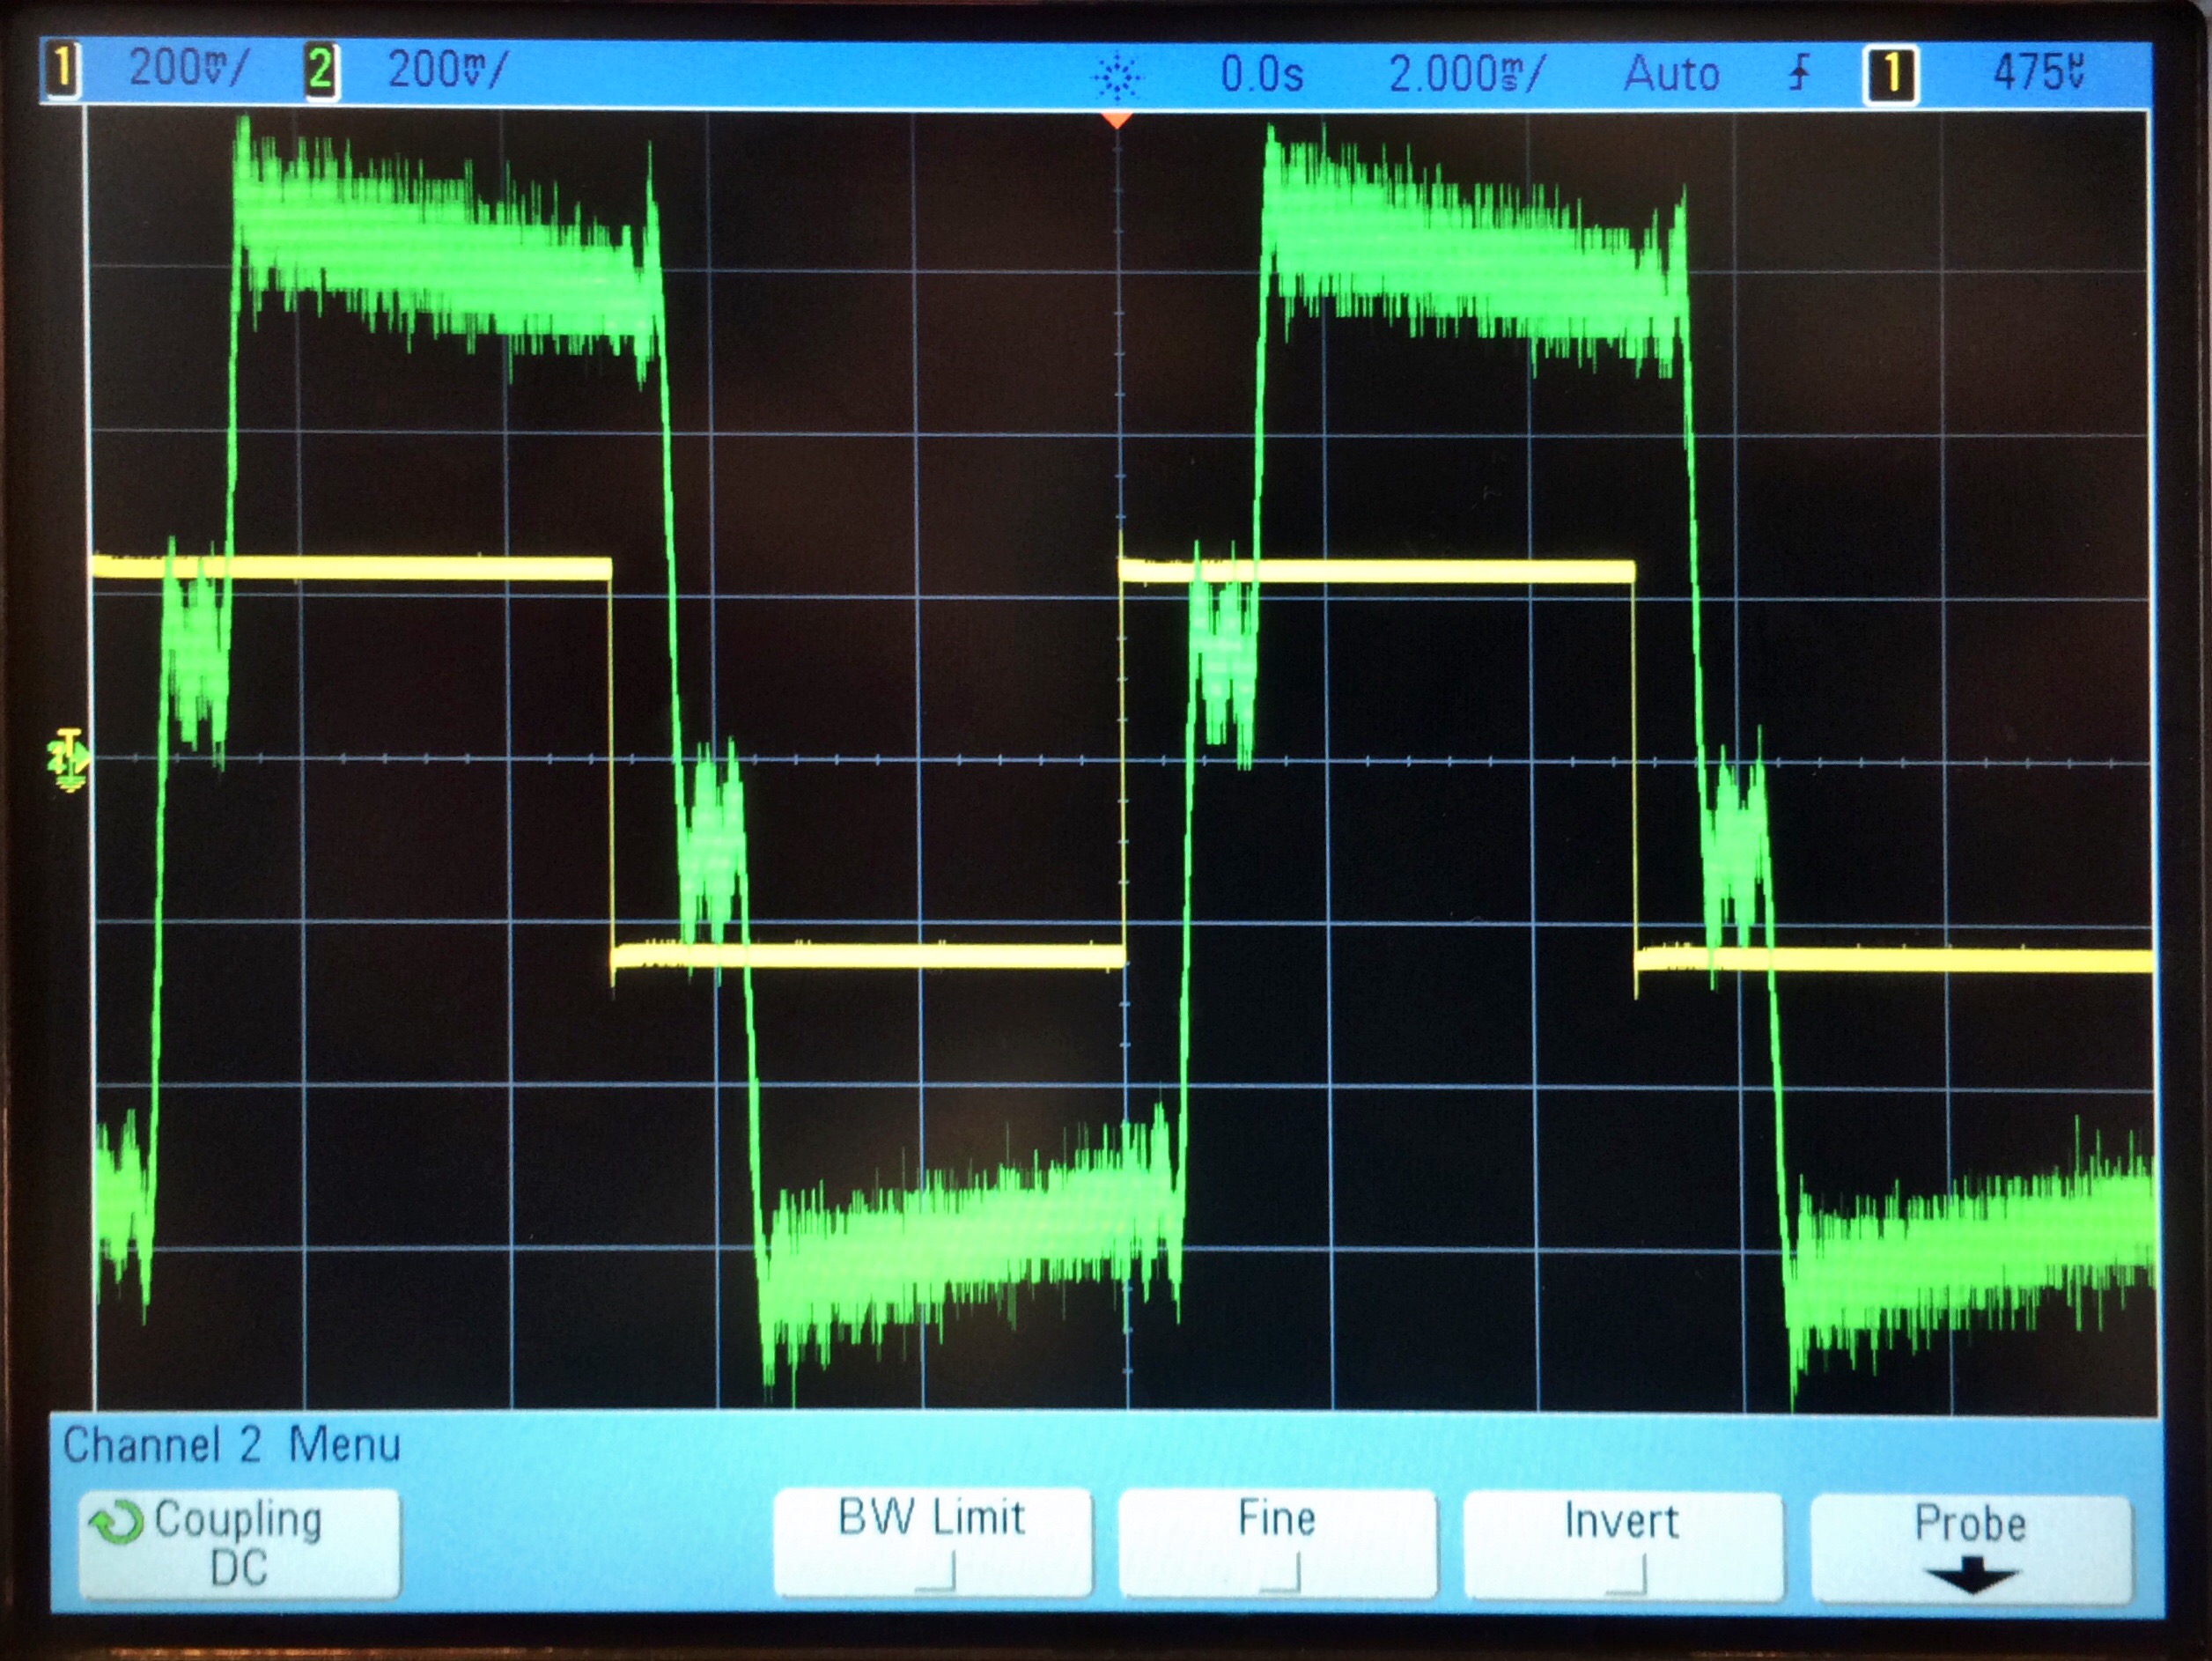 1 200mV/ 2 200mV/ 0.0s 2.000ms/ Auto 1 475µV
T
Channel 2 Menu
Coupling BW Limit Fine Invert Probe
DC